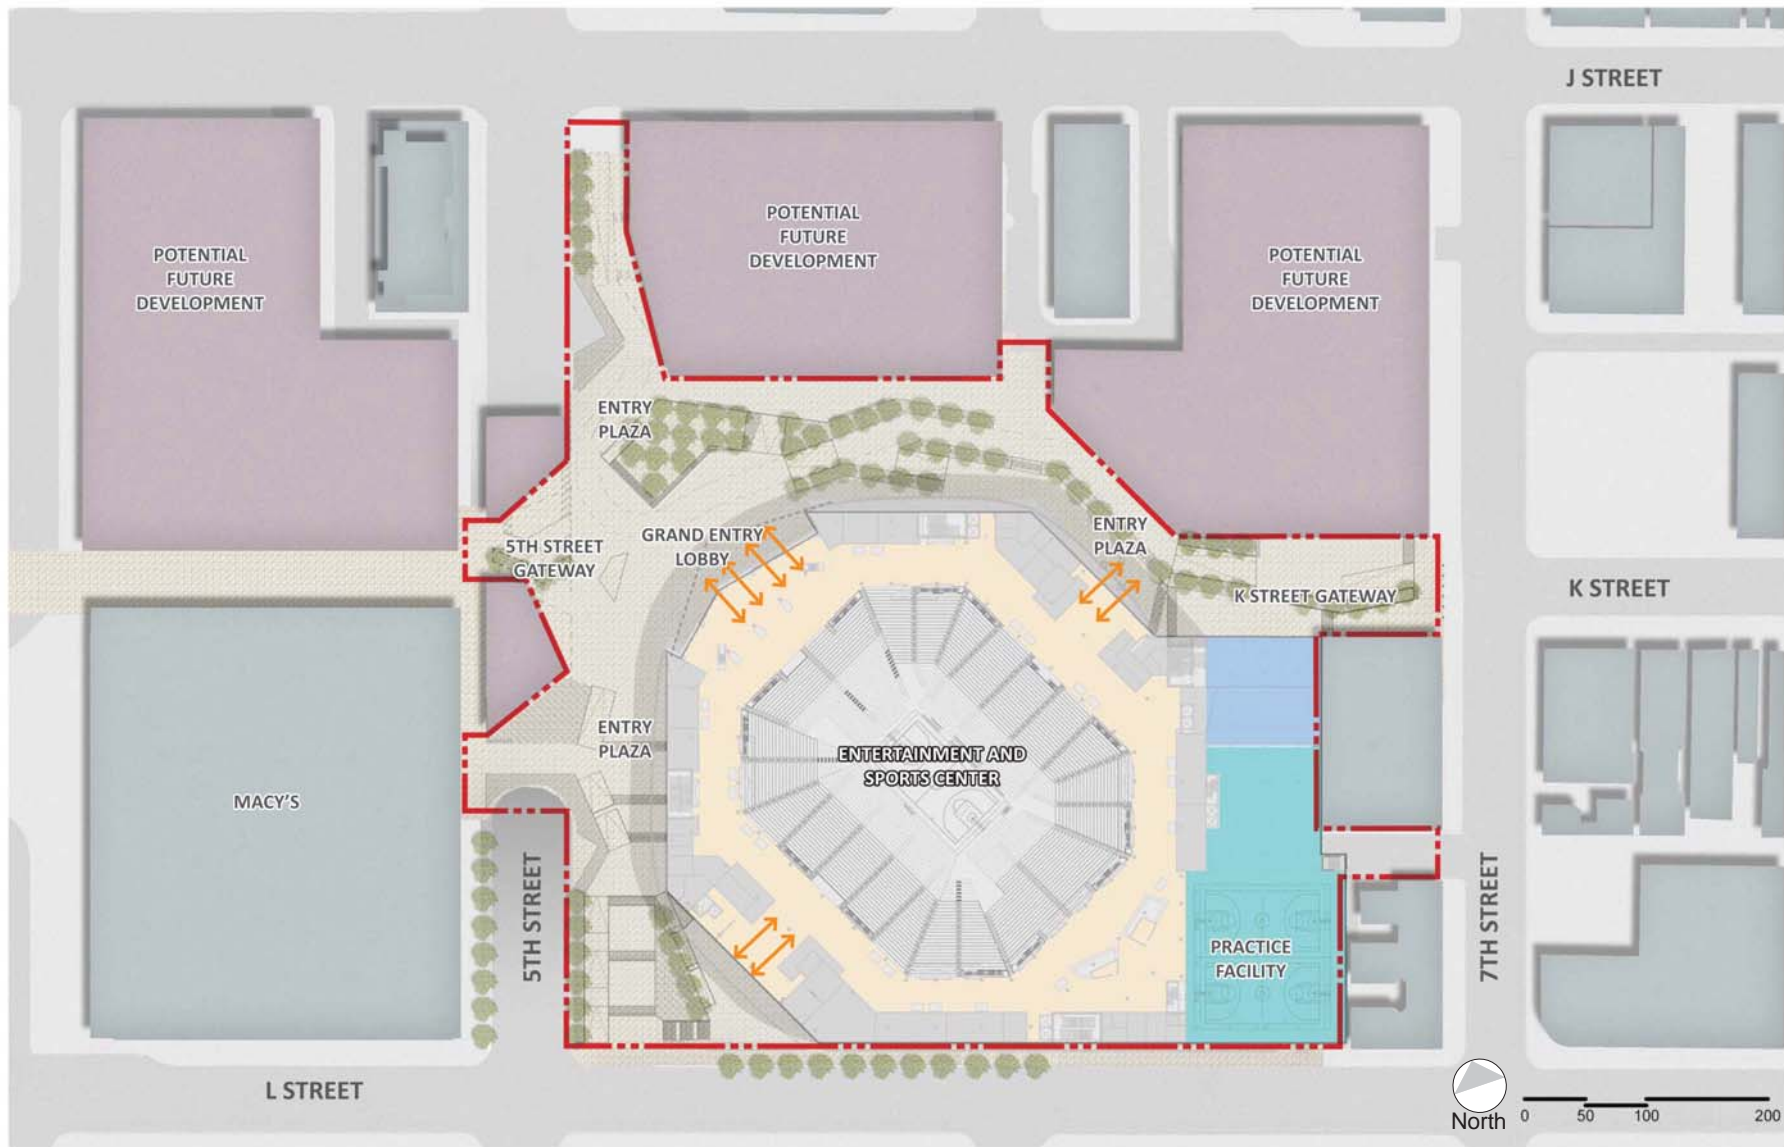 J STREET
POTENTIAL
FUTURE
DEVELOPMENT
POTENTIAL
FUTURE
DEVELOPMENT
POTENTIAL
FUTURE
DEVELOPMENT
ENTRY
PLAZA
5TH STREET
GATEWAY
GRAND ENTRY
LOBBY
ENTRY
PLAZA
K STREET GATEWAY
K STREET
ENTRY
PLAZA
ENTERTAINMENT AND
SPORTS CENTER
MACY'S
5TH STREET
PRACTICE
FACILITY
7TH STREET
L STREET
North
0 50 100 200